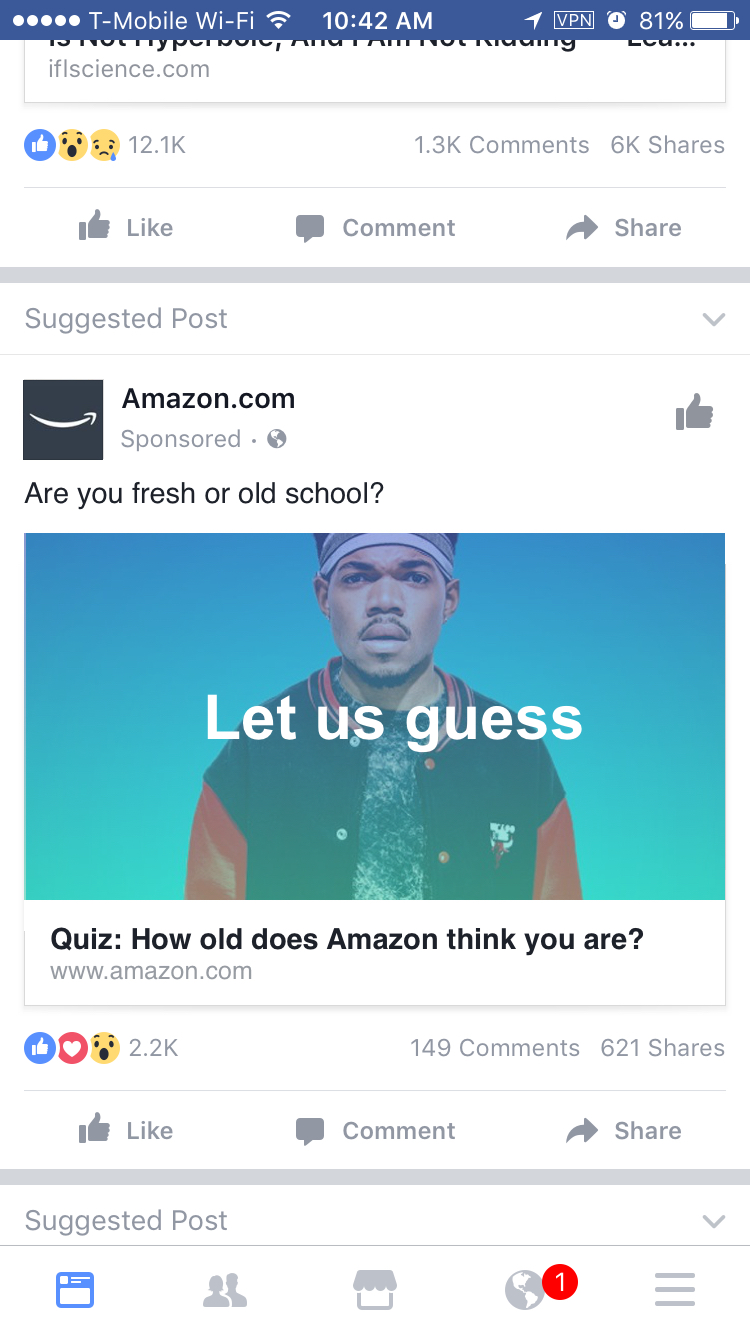 T-Mobile Wi-Fi 10:42 AM VPN 81%
Is Not Hyperbole, And I Am Not Kidding
iflscience.com
12.1K 1.3K Comments 6K Shares
Like Comment Share
Suggested Post
Amazon.com
Sponsored ·
Are you fresh or old school?
Let us guess
Quiz: How old does Amazon think you are?
www.amazon.com
2.2K 149 Comments 621 Shares
Like Comment Share
Suggested Post
1